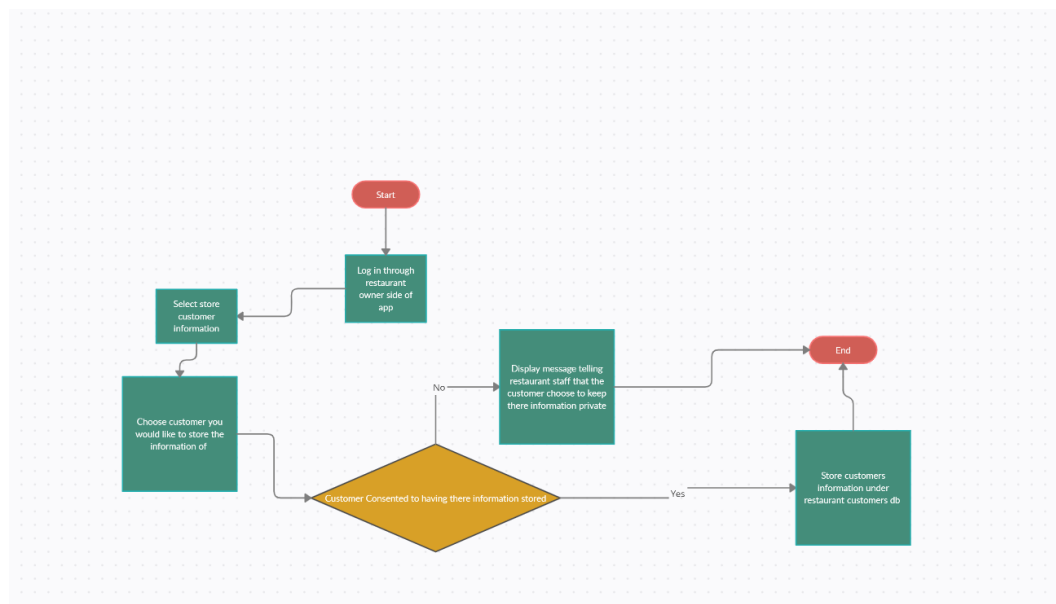 Start
Log in through
restaurant
owner side of
app
Select store
customer
information
Choose customer you
would like to store the
information of
Customer Consented to having there information stored
No
Display message telling
restaurant staff that the
customer choose to keep
there information private
Yes
Store customers
information under
restaurant customers db
End